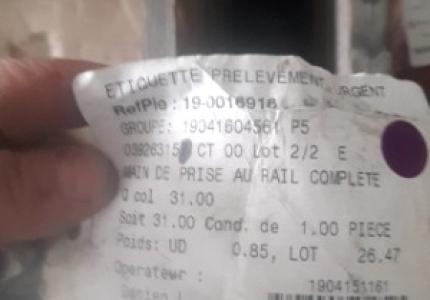 ETIQUETTE PRELEVEMENT URGENT
RefPle : 19-0016916
GROUPE: 19041604561 P5
0392631 CT 00 Lot 2/2 E
MAIN DE PRISE AU RAIL COMPLETE
Q col 31.00
Soit 31.00 Cond. de 1.00 PIECE
Poids: UD 0.85, LOT 26.47
Operateur :
1904151161